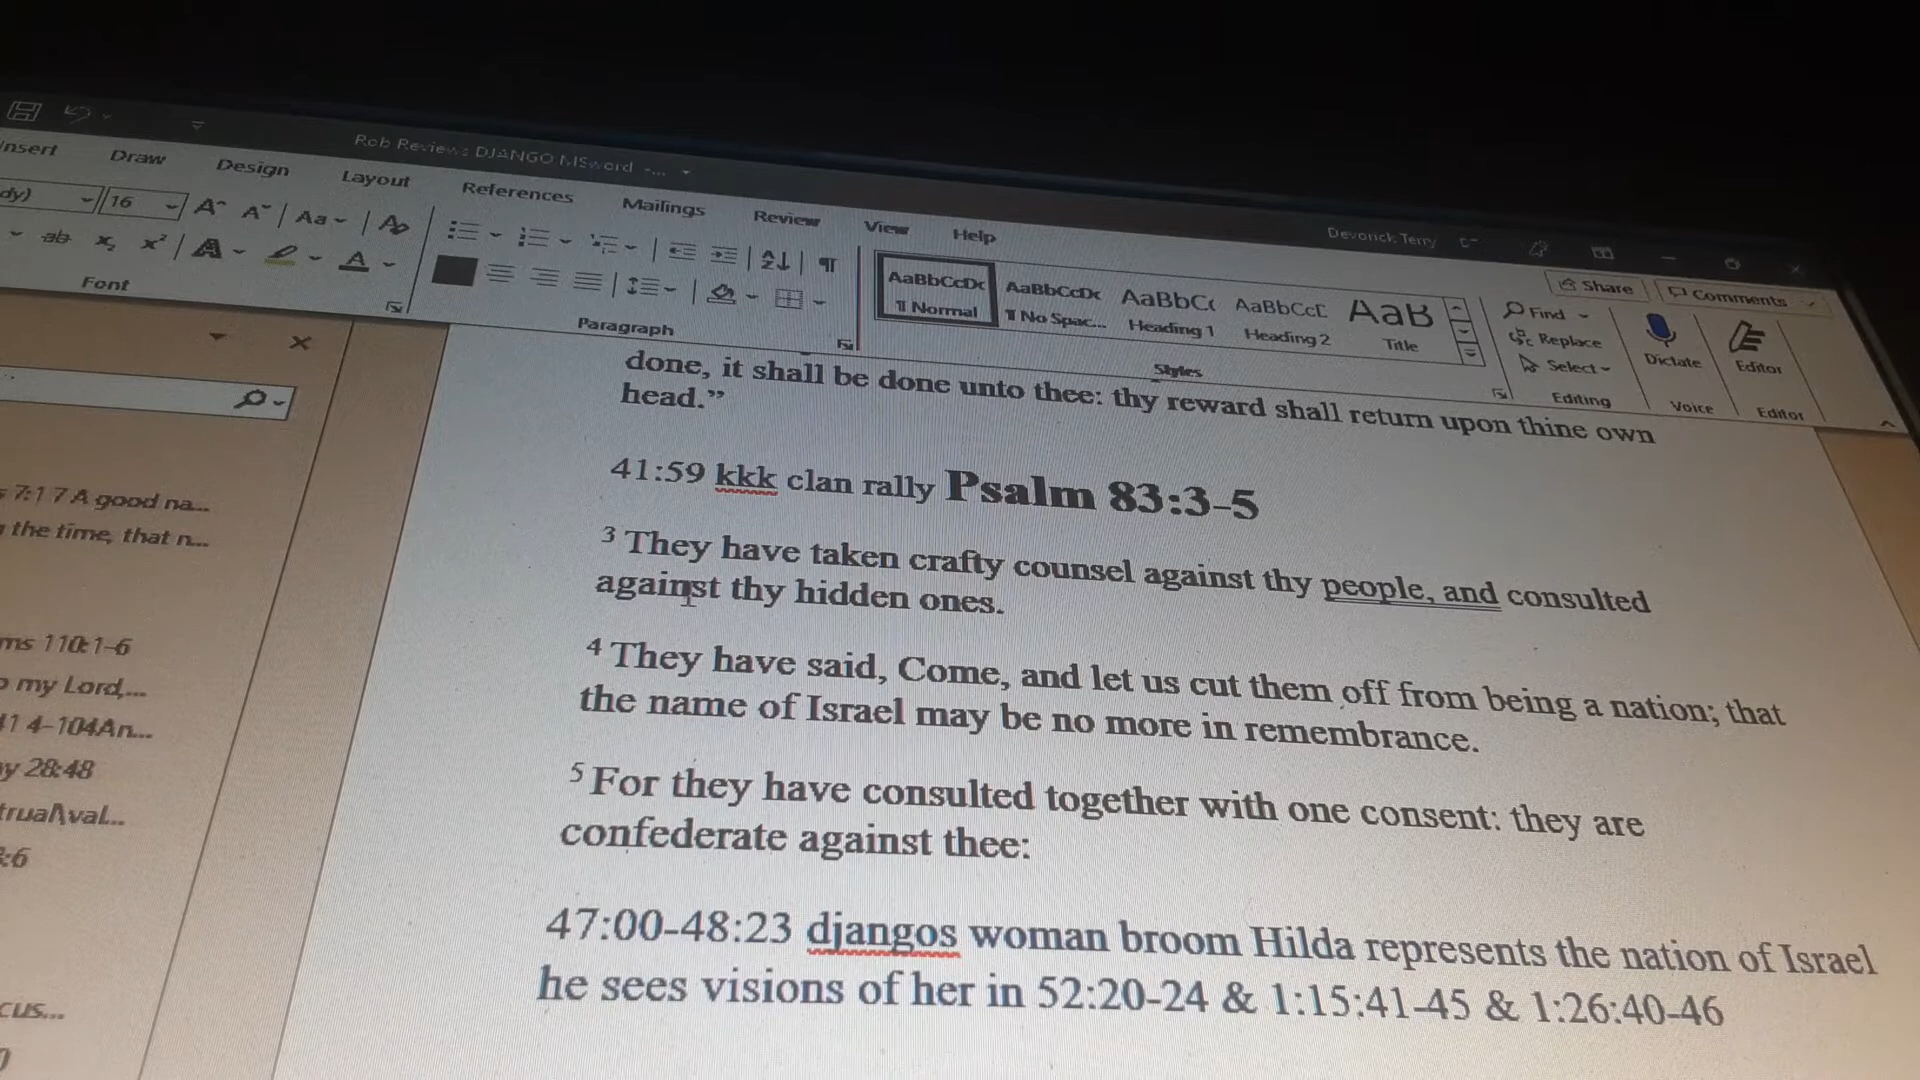 Rob Review: DJANGO MSword -...
Devorick Terry
Insert Draw Design Layout References Mailings Review View Help
Share Comments
16 Aa
Font
Paragraph
AaBbCcDc AaBbCcDc AaBbC( AaBbCcD AaB
¶ Normal ¶ No Spac... Heading 1 Heading 2 Title
Styles
Find
Replace
Select
Editing
Dictate
Voice
Editor
Editor
7:1 7 A good na...
the time, that n...
110:1-6
my Lord,...
4-104An...
28:48
done, it shall be done unto thee: thy reward shall return upon thine own
head.”
41:59 kkk clan rally Psalm 83:3-5
3 They have taken crafty counsel against thy people, and consulted
against thy hidden ones.
4 They have said, Come, and let us cut them off from being a nation; that
the name of Israel may be no more in remembrance.
5 For they have consulted together with one consent: they are
confederate against thee:
47:00-48:23 djangos woman broom Hilda represents the nation of Israel
he sees visions of her in 52:20-24 & 1:15:41-45 & 1:26:40-46